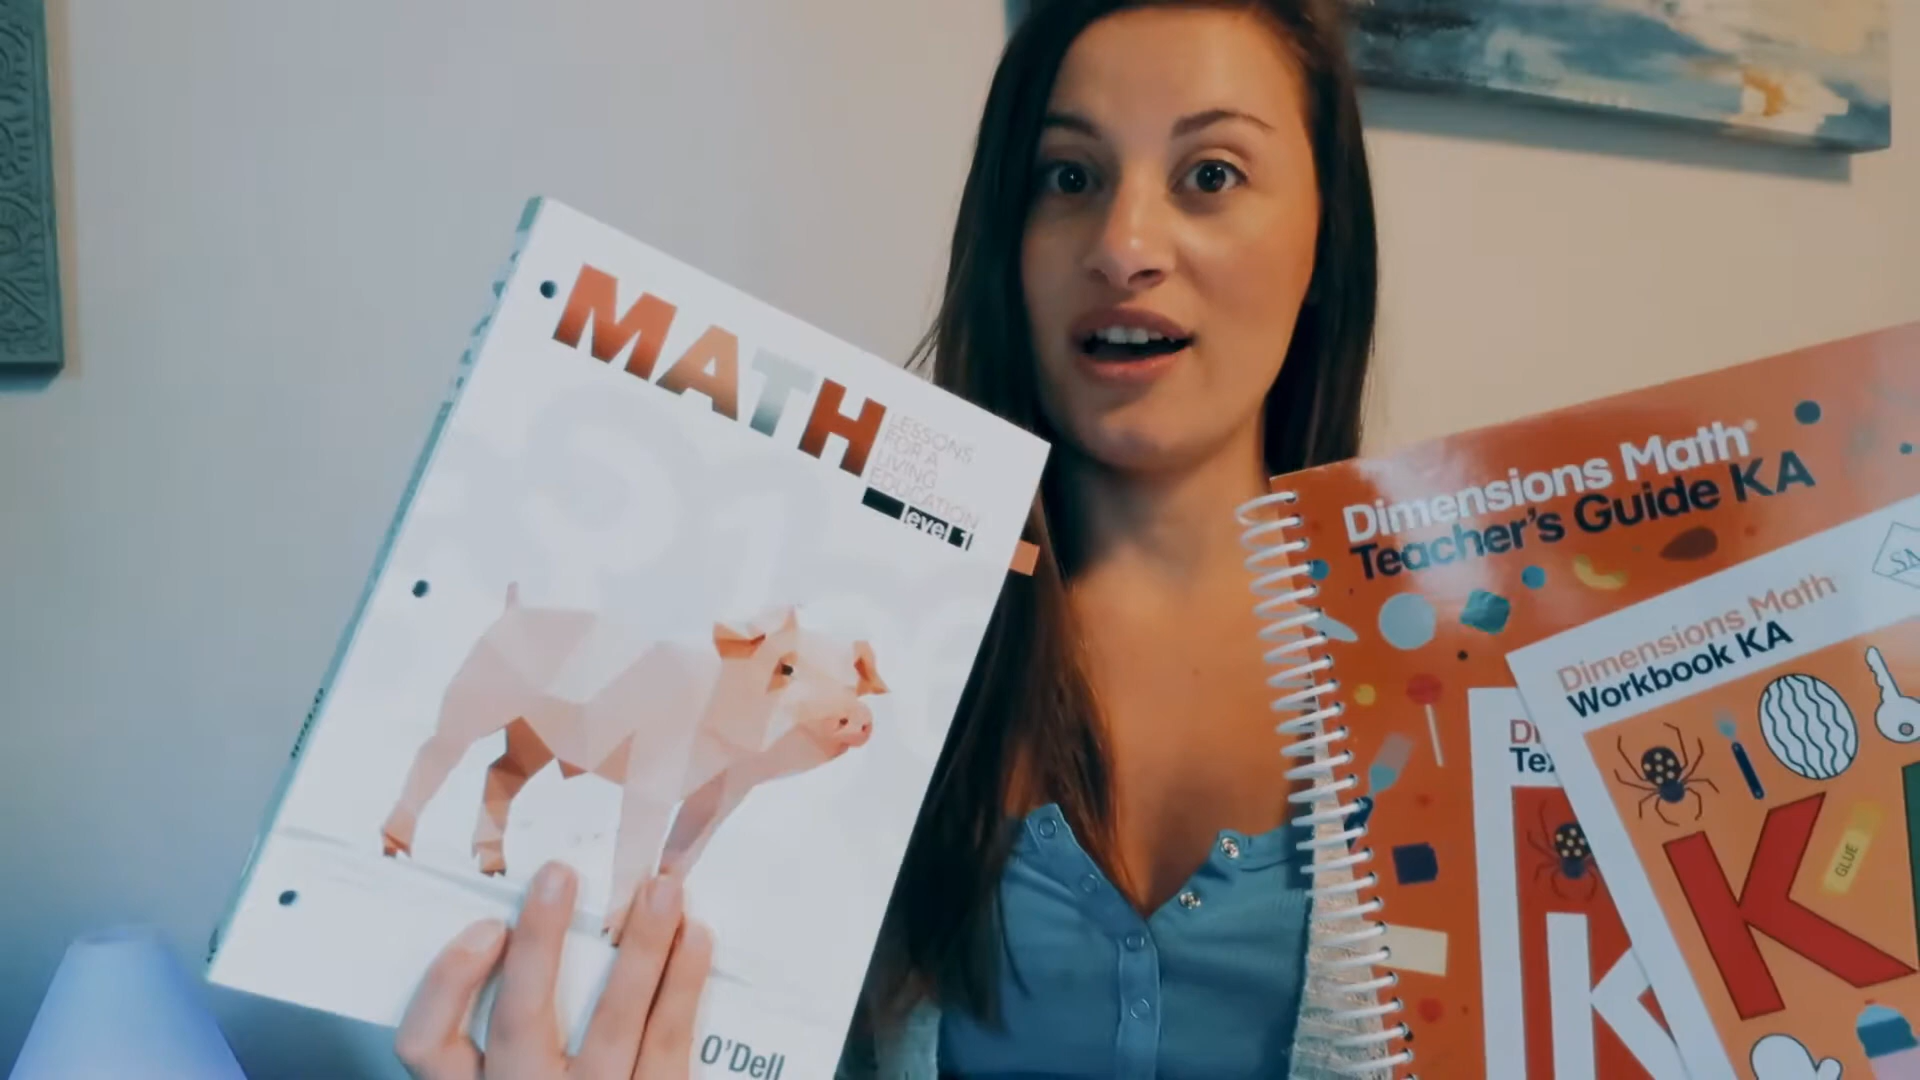 MATH
LESSONS
FOR A
LIVING
EDUCATION
level 1
O'Dell
Dimensions Math®
Teacher's Guide KA
Dimensions Math
Workbook KA
GLUE
K
K